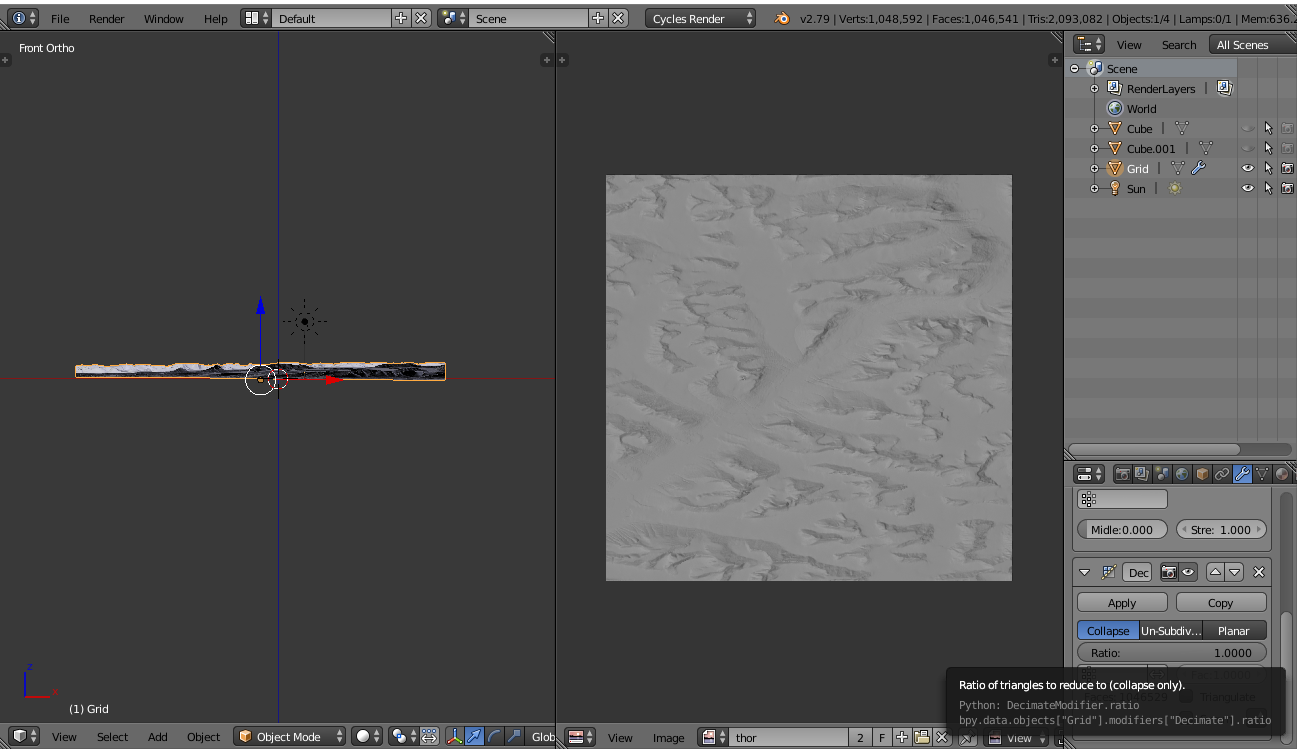 File Render Window Help Default Scene Cycles Render v2.79 | Verts:1,048,592 | Faces:1,046,541 | Tris:2,093,082 | Objects:1/4 | Lamps:0/1 | Mem:636.
Front Ortho
View Search All Scenes
Scene
RenderLayers
World
Cube
Cube.001
Grid
Sun
Midle:0.000 Stre: 1.000
Dec
Apply Copy
Collapse Un-Subdiv... Planar
Ratio: 1.0000
Ratio of triangles to reduce to (collapse only).
Python: DecimateModifier.ratio
bpy.data.objects["Grid"].modifiers["Decimate"].ratio
z
x
(1) Grid
View Select Add Object Object Mode Glob
View Image thor 2 F View